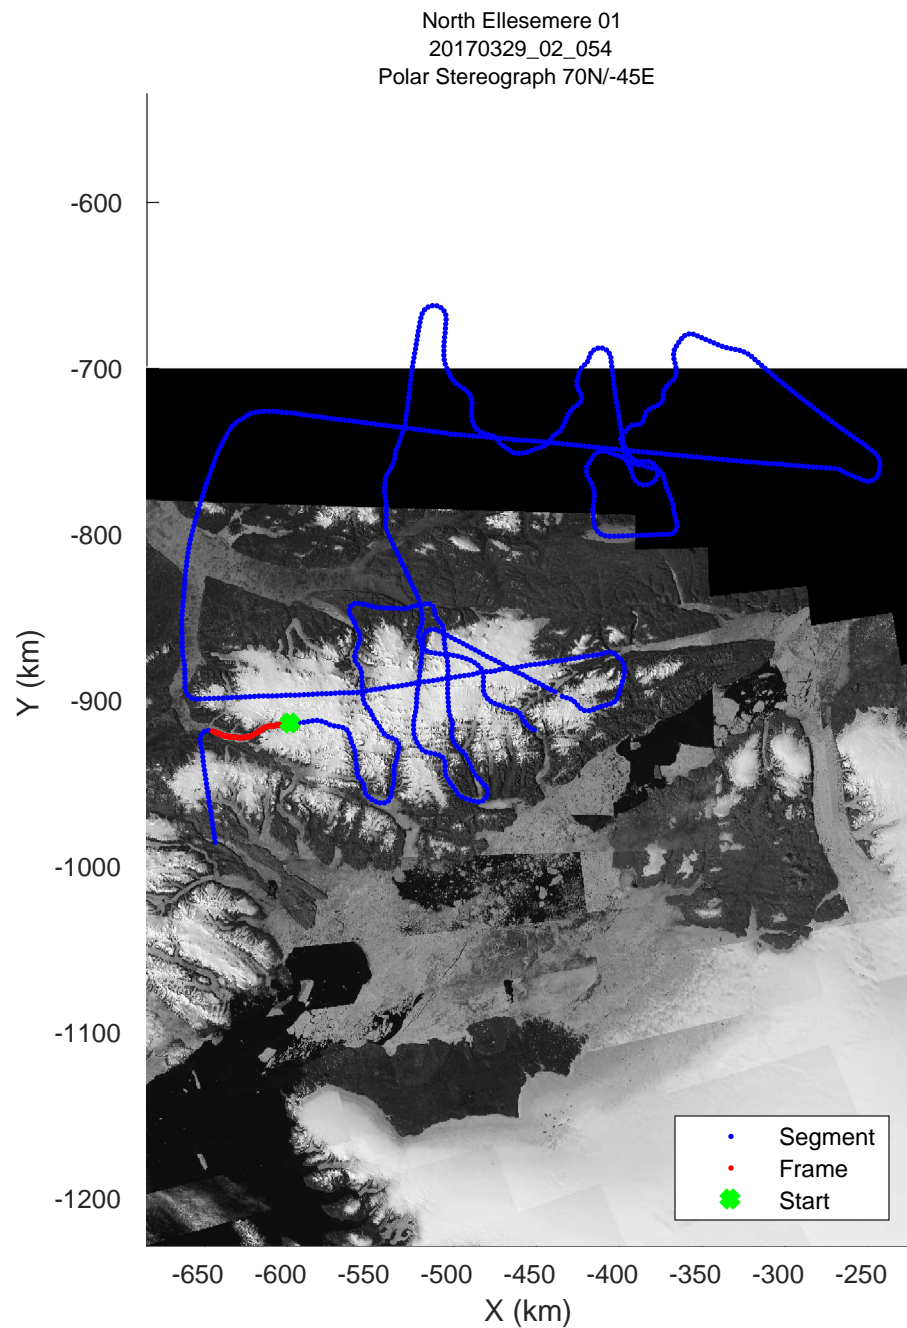 North Ellesemere 01
20170329_02_054
Polar Stereograph 70N/-45E
Y (km)
-600
-700
-800
-900
-1000
-1100
-1200
Segment
Frame
Start
-650 -600 -550 -500 -450 -400 -350 -300 -250
X (km)